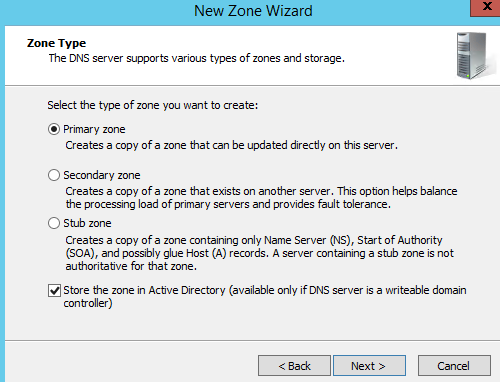 New Zone Wizard
x
Zone Type
The DNS server supports various types of zones and storage.
Select the type of zone you want to create:
Primary zone
Creates a copy of a zone that can be updated directly on this server.
Secondary zone
Creates a copy of a zone that exists on another server. This option helps balance
the processing load of primary servers and provides fault tolerance.
Stub zone
Creates a copy of a zone containing only Name Server (NS), Start of Authority
(SOA), and possibly glue Host (A) records. A server containing a stub zone is not
authoritative for that zone.
Store the zone in Active Directory (available only if DNS server is a writeable domain
controller)
< Back
Next >
Cancel